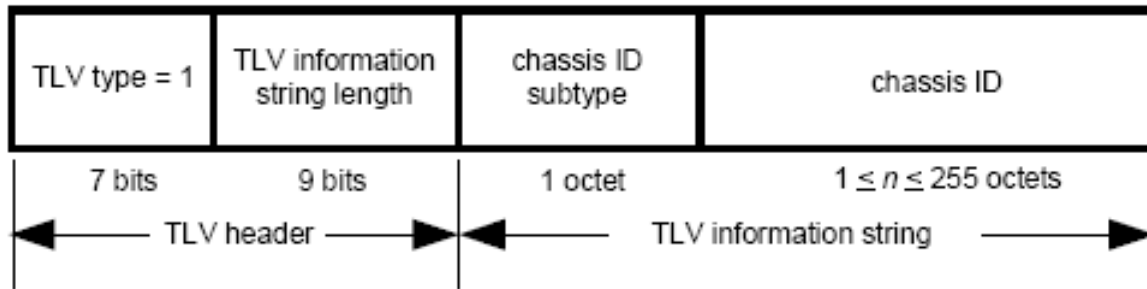 TLV type = 1
TLV information
string length
chassis ID
subtype
chassis ID
7 bits
9 bits
1 octet
1 ≤ n ≤ 255 octets
TLV header
TLV information string